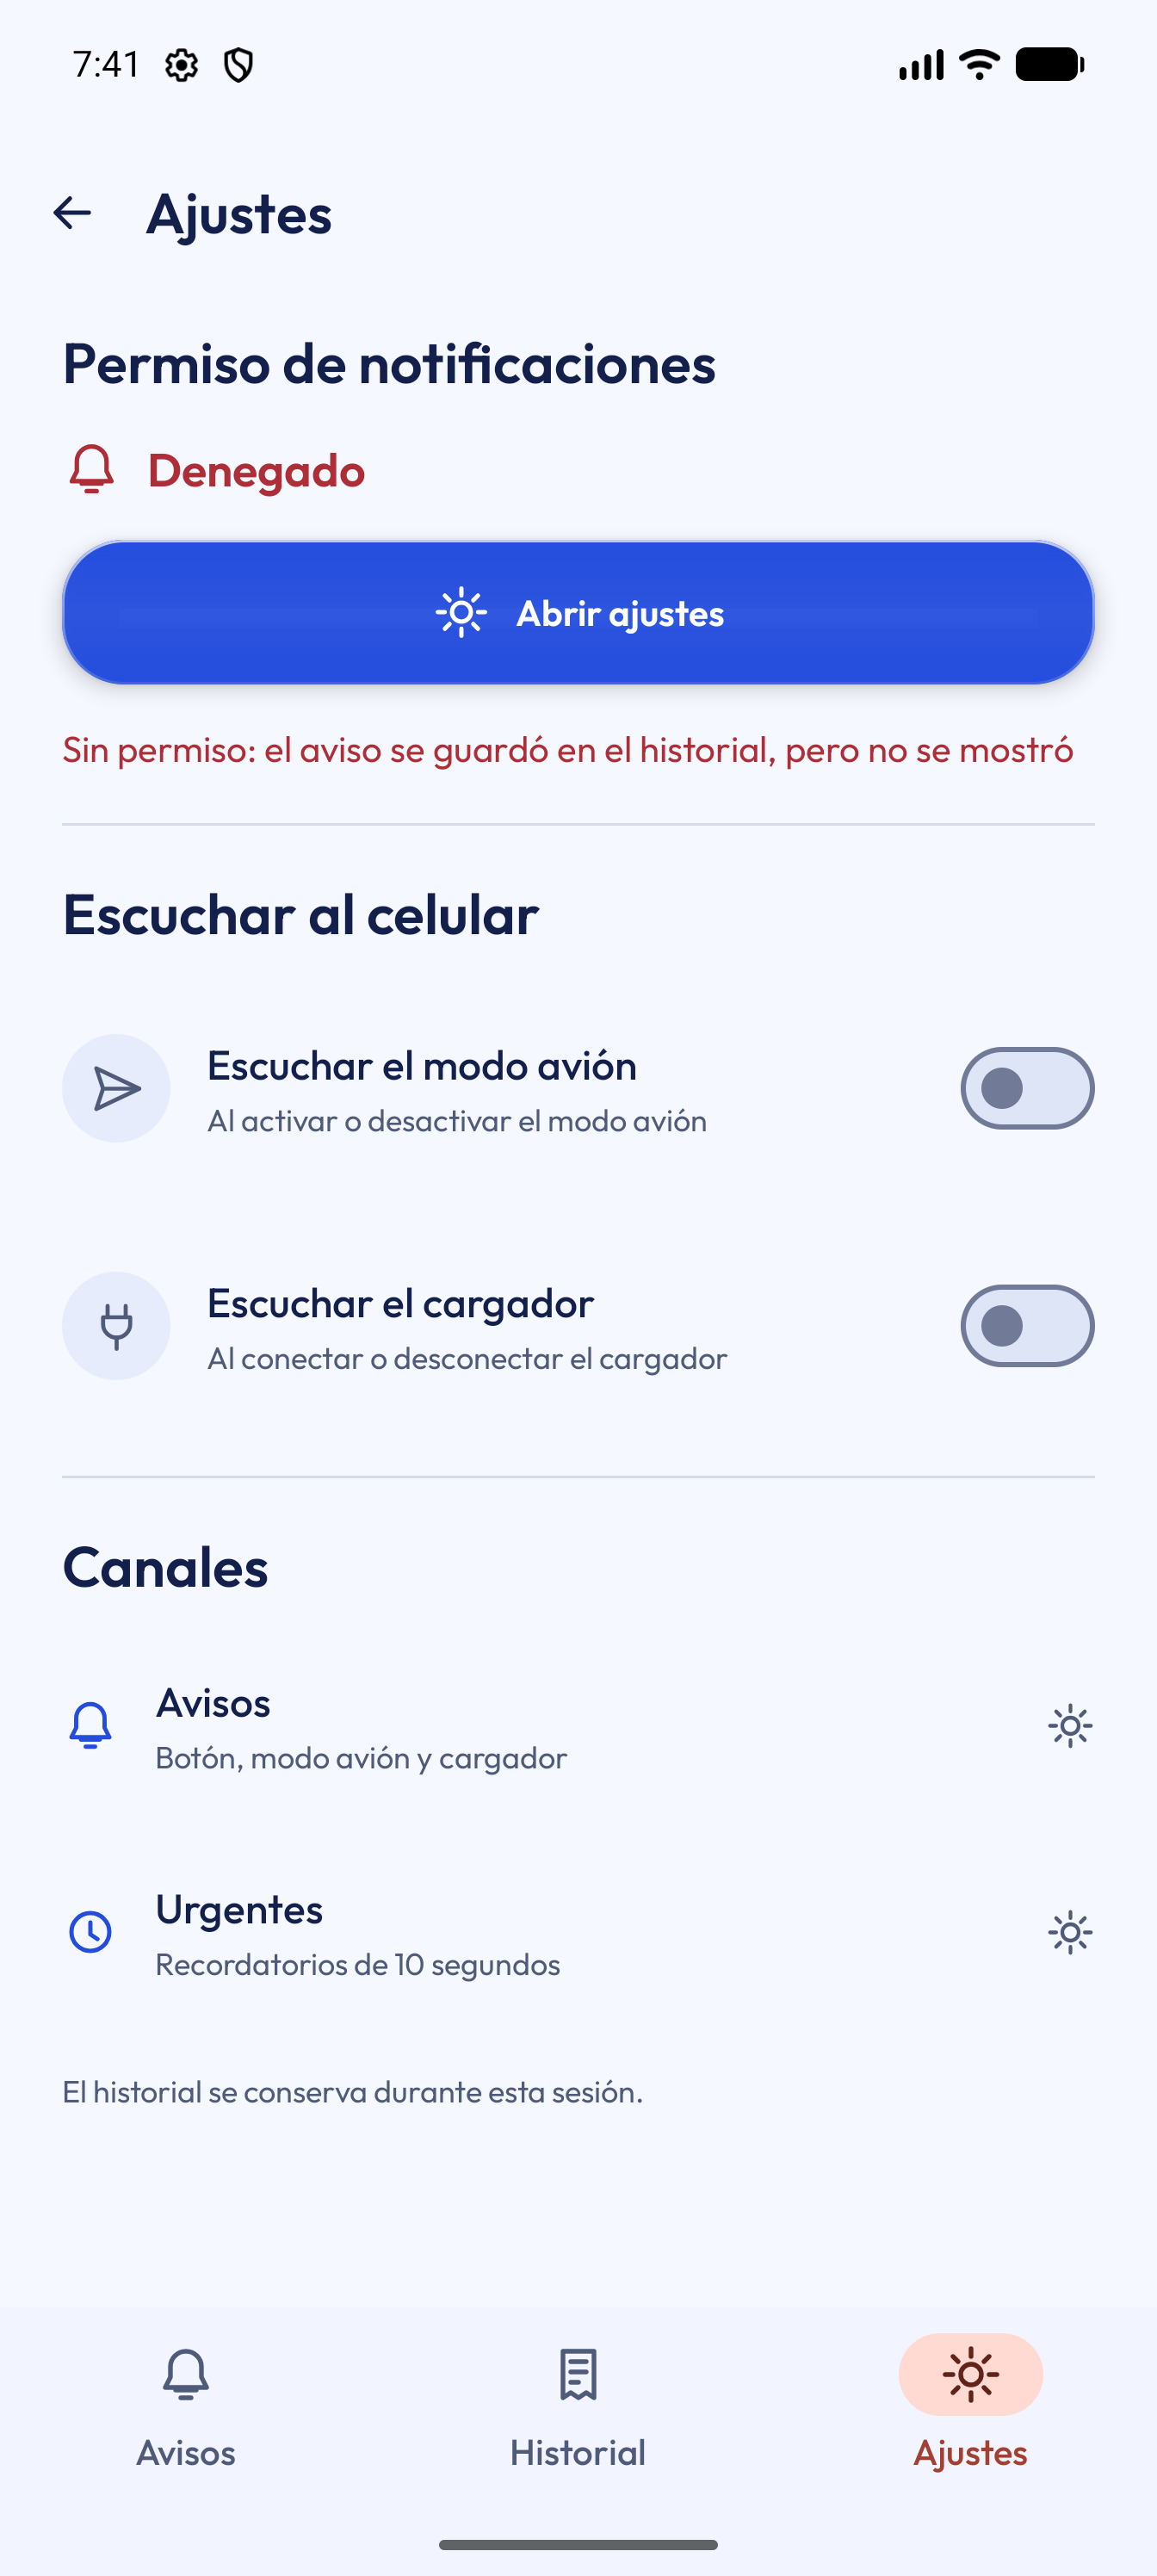 7:41
Ajustes
Permiso de notificaciones
Denegado
Abrir ajustes
Sin permiso: el aviso se guardó en el historial, pero no se mostró
Escuchar al celular
Escuchar el modo avión
Al activar o desactivar el modo avión
Escuchar el cargador
Al conectar o desconectar el cargador
Canales
Avisos
Botón, modo avión y cargador
Urgentes
Recordatorios de 10 segundos
El historial se conserva durante esta sesión.
Avisos
Historial
Ajustes